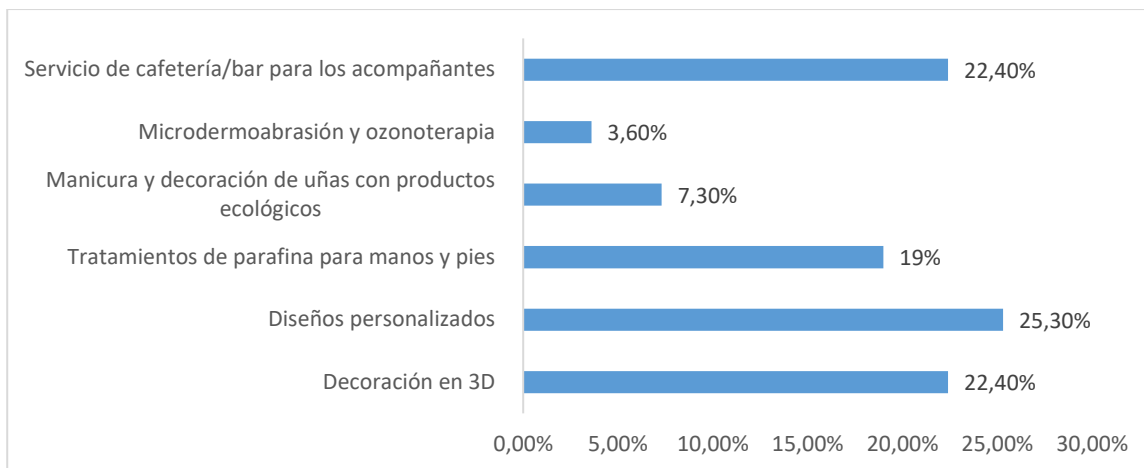 Servicio de cafetería/bar para los acompañantes
22,40%
Microdermoabrasión y ozonoterapia
3,60%
Manicura y decoración de uñas con productos
ecológicos
7,30%
Tratamientos de parafina para manos y pies
19%
Diseños personalizados
25,30%
Decoración en 3D
22,40%
0,00% 5,00% 10,00% 15,00% 20,00% 25,00% 30,00%